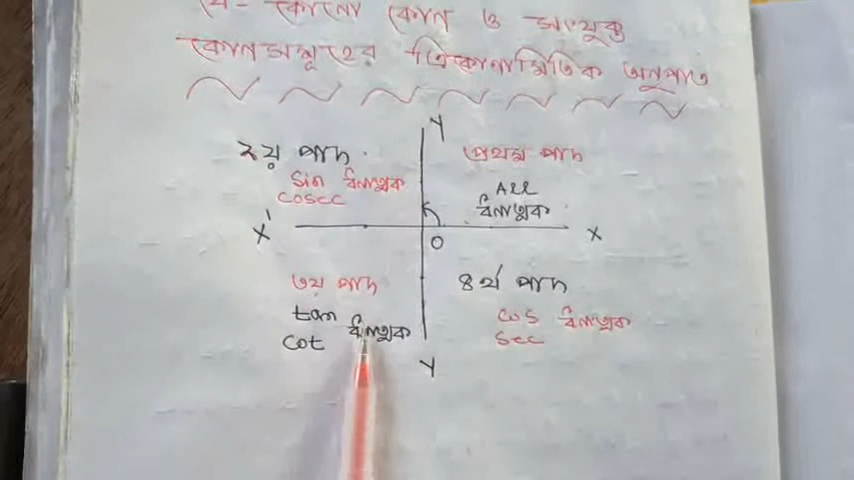 যে- কোনো কোন ও সংযুক্ত
কোনসমূহের ত্রিকোণমিতিক অনুপাত
Y
২য় পাদ
প্রথম পাদ
sin ধনাত্মক
cosec
All
ধনাত্মক
X'
O
X
৩য় পাদ
৪র্থ পাদ
tan
cot ধনাত্মক
cos ধনাত্মক
sec
Y